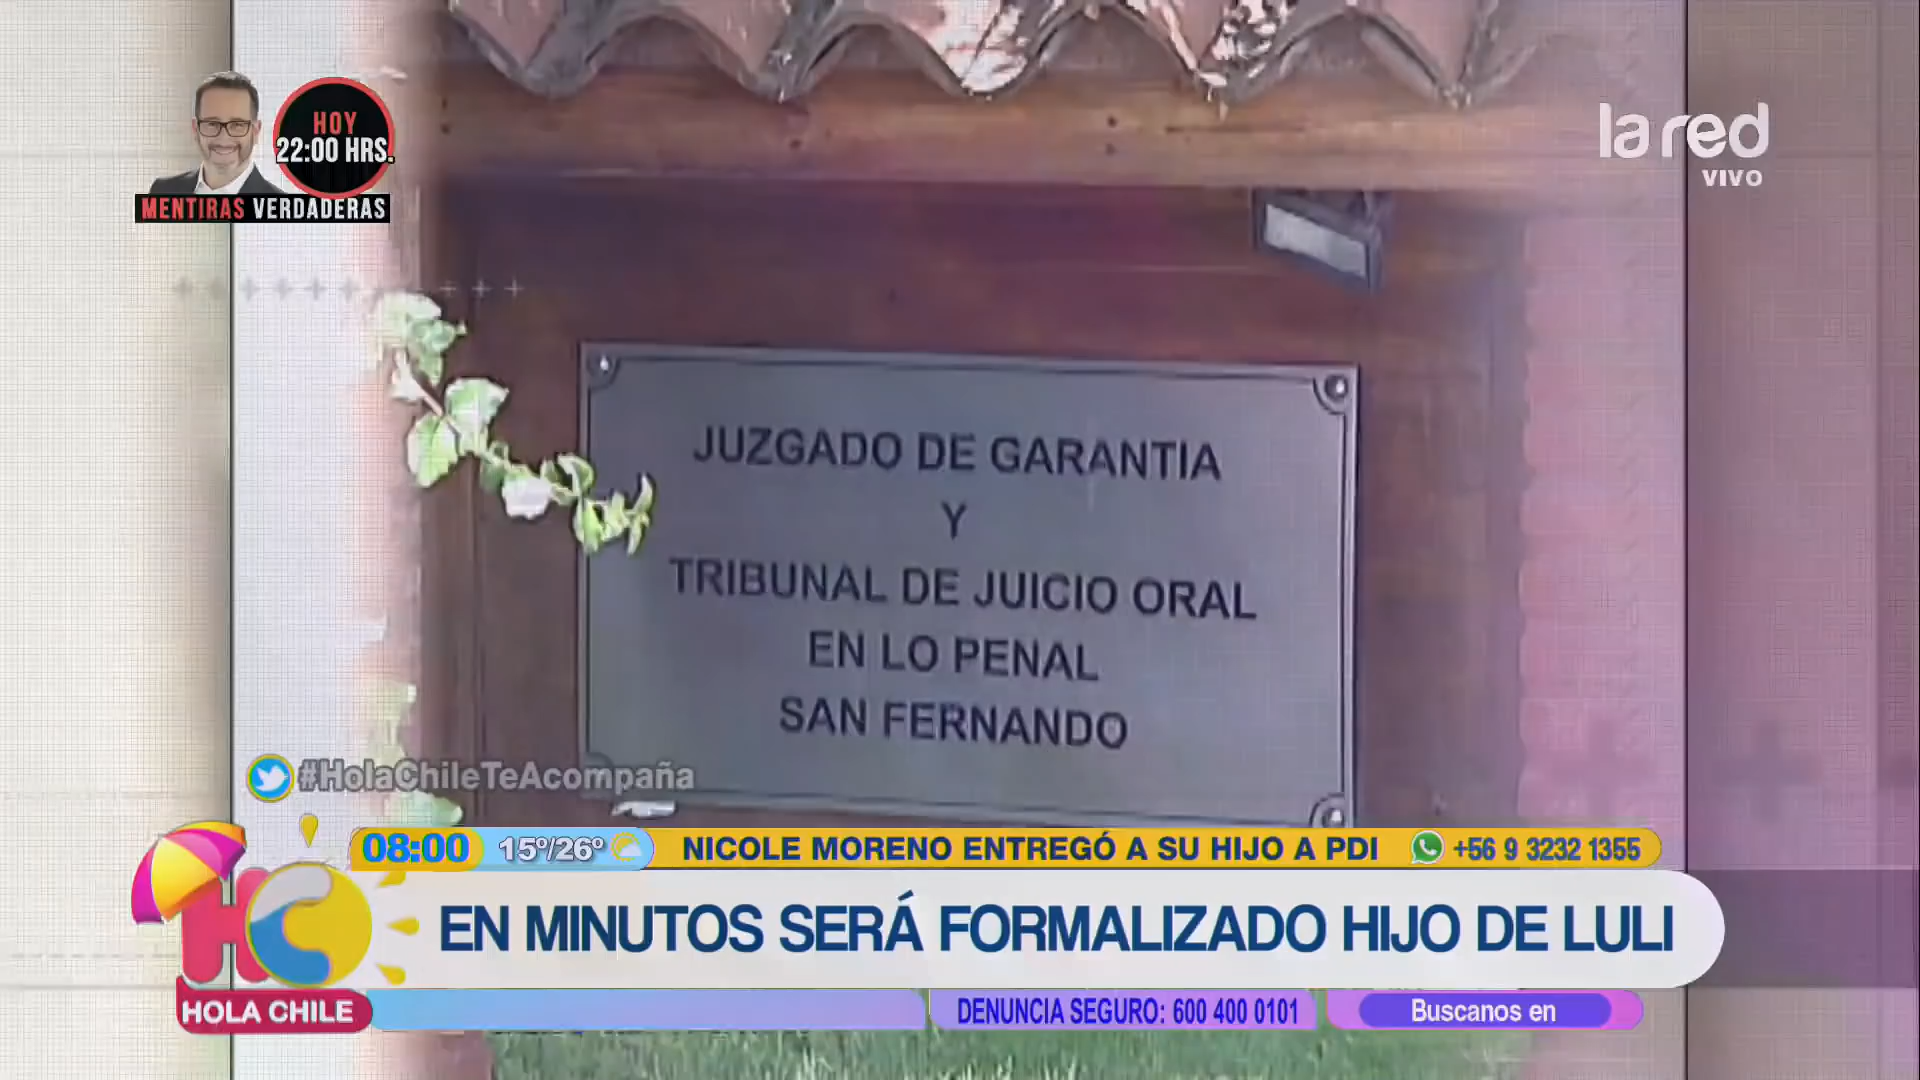 HOY
22:00 HRS.
MENTIRAS VERDADERAS
la red
VIVO
JUZGADO DE GARANTIA
Y
TRIBUNAL DE JUICIO ORAL
EN LO PENAL
SAN FERNANDO
#HolaChileTeAcompaña
08:00 15º/26º NICOLE MORENO ENTREGÓ A SU HIJO A PDI +56 9 3232 1355
EN MINUTOS SERÁ FORMALIZADO HIJO DE LULI
HC
HOLA CHILE
DENUNCIA SEGURO: 600 400 0101 Buscanos en